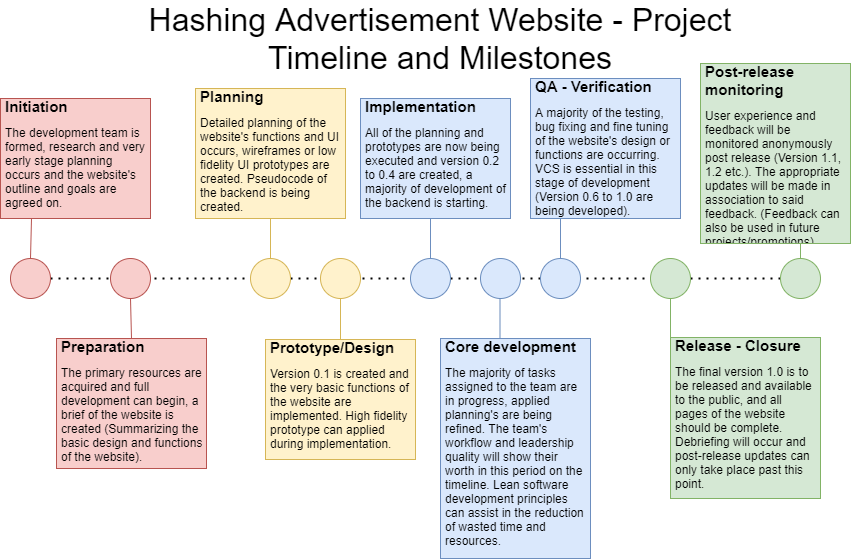 Hashing Advertisement Website - Project
Timeline and Milestones
Initiation
The development team is
formed, research and very
early stage planning
occurs and the website's
outline and goals are
agreed on.
Planning
Detailed planning of the
website's functions and UI
occurs, wireframes or low
fidelity UI prototypes are
created. Pseudocode of
the backend is being
created.
Implementation
All of the planning and
prototypes are now being
executed and version 0.2
to 0.4 are created, a
majority of development of
the backend is starting.
QA - Verification
A majority of the testing,
bug fixing and fine tuning
of the website's design or
functions are occurring.
VCS is essential in this
stage of development
(Version 0.6 to 1.0 are
being developed).
Post-release
monitoring
User experience and
feedback will be
monitored anonymously
post release (Version 1.1,
1.2 etc.). The appropriate
updates will be made in
association to said
feedback. (Feedback can
also be used in future
projects/promotions)
Preparation
The primary resources are
acquired and full
development can begin, a
brief of the website is
created (Summarizing the
basic design and functions
of the website).
Prototype/Design
Version 0.1 is created and
the very basic functions of
the website are
implemented. High fidelity
prototype can applied
during implementation.
Core development
The majority of tasks
assigned to the team are
in progress, applied
planning's are being
refined. The team's
workflow and leadership
quality will show their
worth in this period on the
timeline. Lean software
development principles
can assist in the reduction
of wasted time and
resources.
Release - Closure
The final version 1.0 is to
be released and available
to the public, and all
pages of the website
should be complete.
Debriefing will occur and
post-release updates can
only take place past this
point.